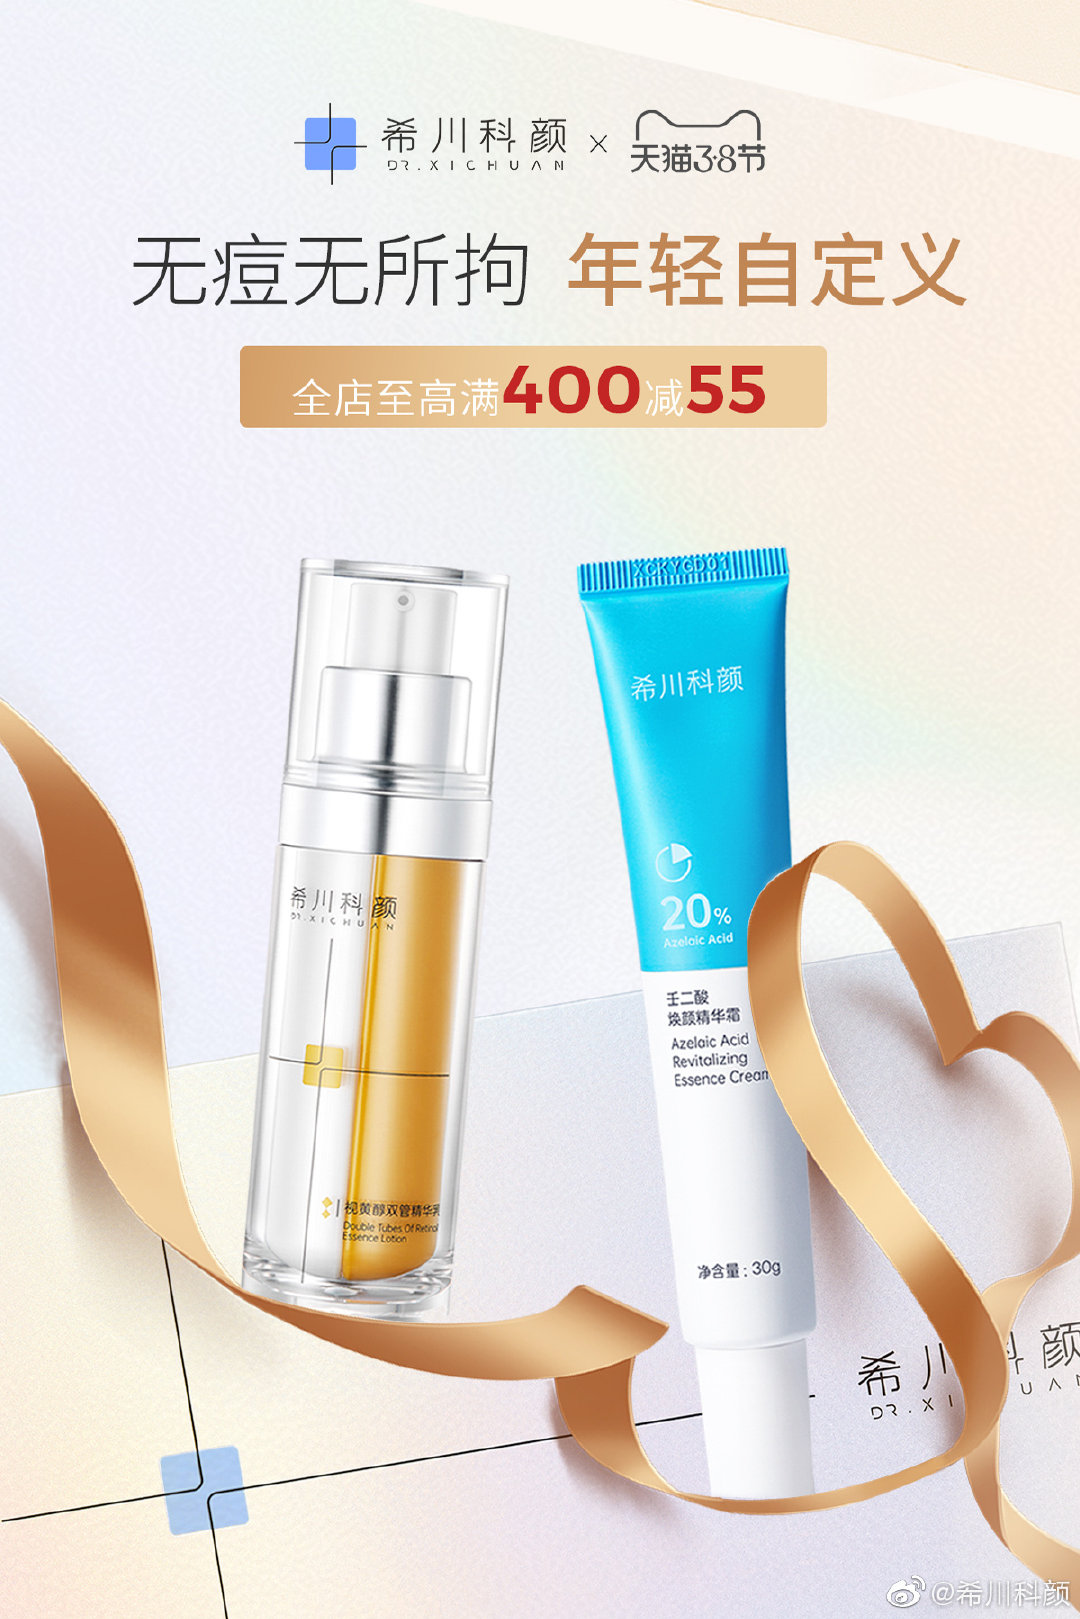 希川科颜
DR.XICHUAN
×
天猫3·8节
无痘无所拘 年轻自定义
全店至高满400减55
希川科颜
DR.XICHUAN
视黄醇双管精华乳
Double Tubes Of Retinol
Essence Lotion
XCKYGD01
希川科颜
20%
Azelaic Acid
壬二酸
焕颜精华霜
Azelaic Acid
Revitalizing
Essence Cream
净含量：30g
希川科颜
DR.XI UAN
@希川科颜